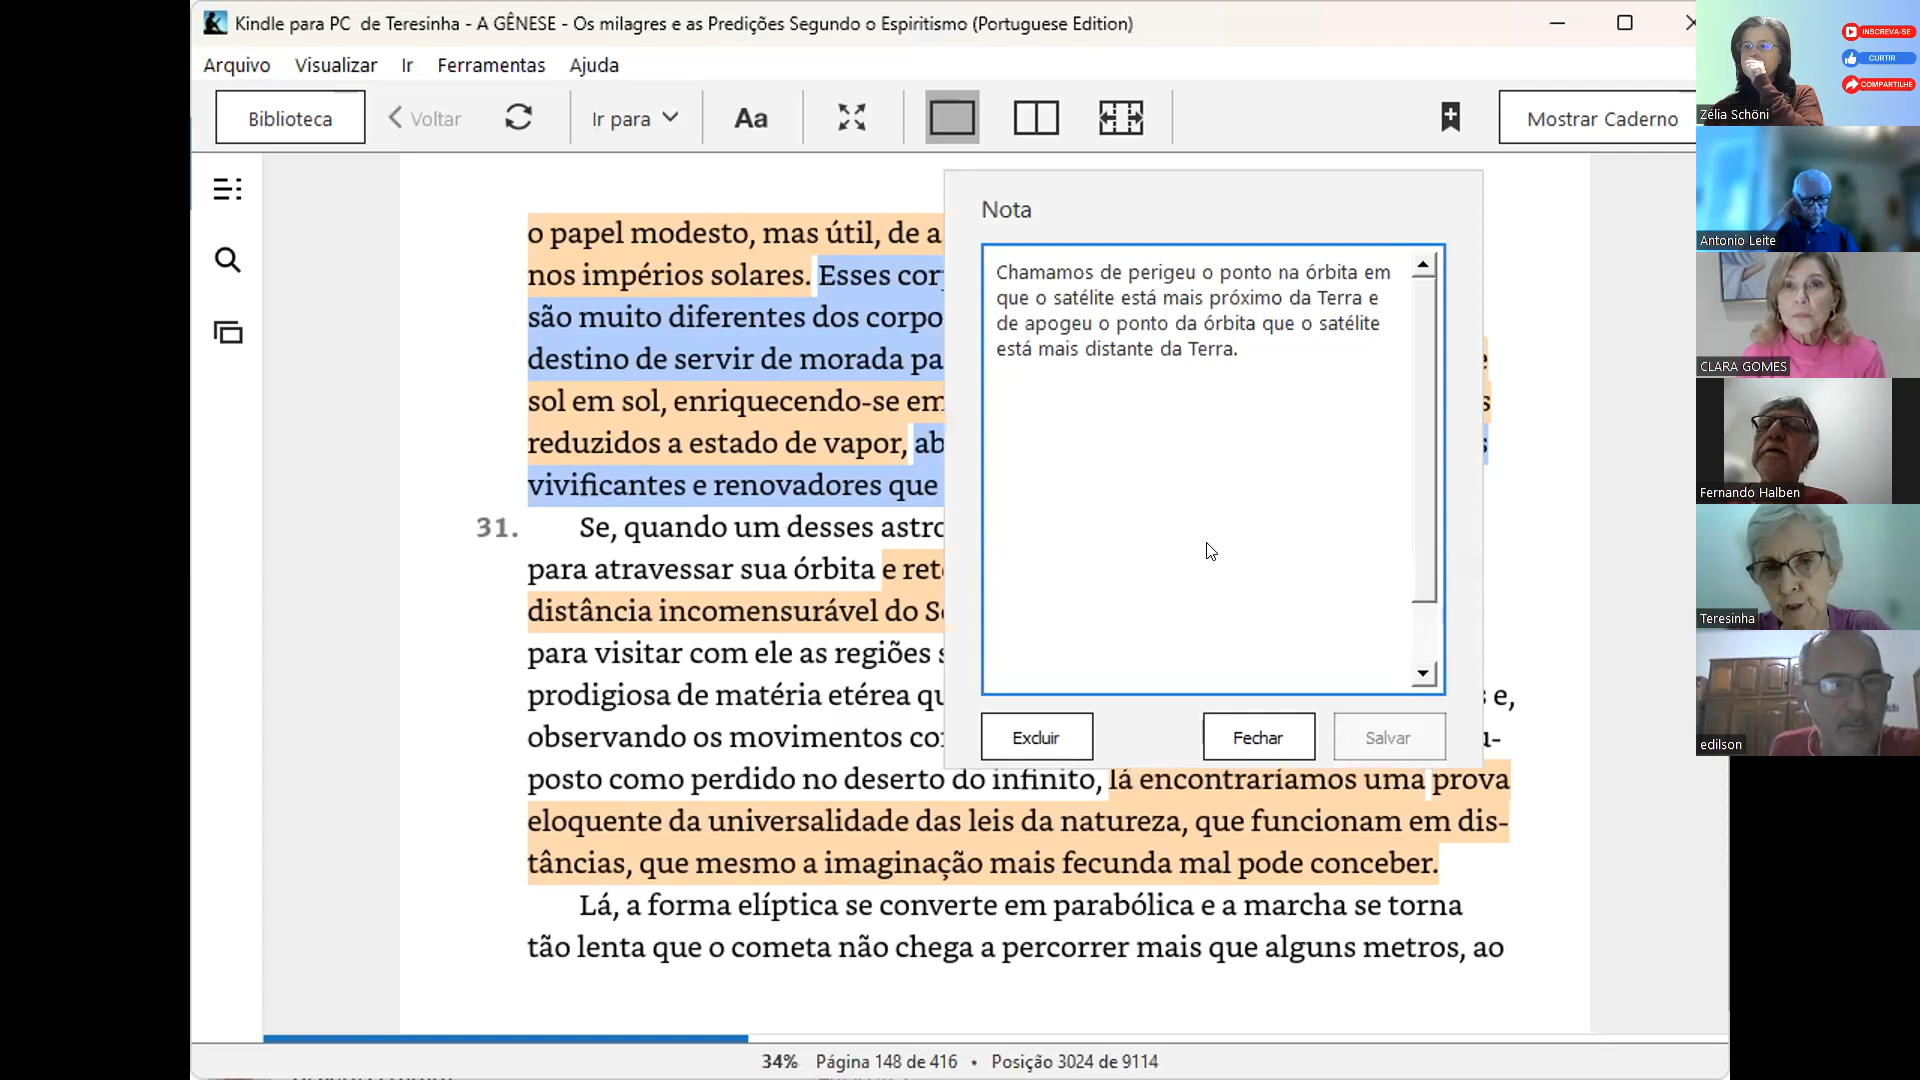 Kindle para PC de Teresinha - A GÊNESE - Os milagres e as Predições Segundo o Espiritismo (Portuguese Edition)
Arquivo Visualizar Ir Ferramentas Ajuda
Biblioteca
Voltar
Ir para
Aa
Mostrar Caderno
o papel modesto, mas útil, de a
nos impérios solares. Esses cor
são muito diferentes dos corpo
destino de servir de morada pa
sol em sol, enriquecendo-se em
reduzidos a estado de vapor, ab
vivificantes e renovadores que
31. Se, quando um desses astro
para atravessar sua órbita e ret
distância incomensurável do S
para visitar com ele as regiões s
prodigiosa de matéria etérea qu e,
observando os movimentos co u-
posto como perdido no deserto do infinito, lá encontraríamos uma prova
eloquente da universalidade das leis da natureza, que funcionam em dis-
tâncias, que mesmo a imaginação mais fecunda mal pode conceber.
Lá, a forma elíptica se converte em parabólica e a marcha se torna
tão lenta que o cometa não chega a percorrer mais que alguns metros, ao
Nota
Chamamos de perigeu o ponto na órbita em
que o satélite está mais próximo da Terra e
de apogeu o ponto da órbita que o satélite
está mais distante da Terra.
Excluir
Fechar
Salvar
34% Página 148 de 416 • Posição 3024 de 9114
INSCREVA-SE
CURTIR
COMPARTILHE
Zélia Schöni
Antonio Leite
CLARA GOMES
Fernando Halben
Teresinha
edilson